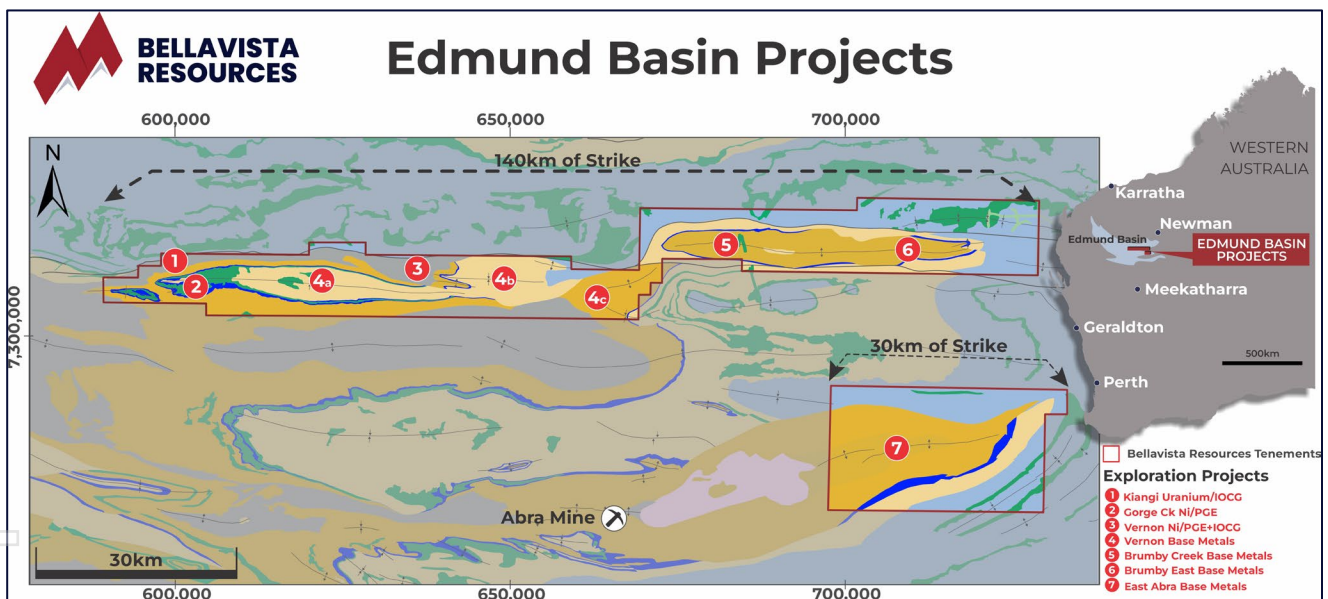 BELLAVISTA
RESOURCES
Edmund Basin Projects
600,000
650,000
700,000
N
140km of Strike
1
2
3
4a
4b
4c
5
6
7,300,000
30km of Strike
7
Abra Mine
30km
600,000
650,000
700,000
WESTERN
AUSTRALIA
Karratha
Newman
Edmund Basin
EDMUND BASIN
PROJECTS
Meekatharra
Geraldton
500km
Perth
Bellavista Resources Tenements
Exploration Projects
1 Kiangi Uranium/IOCG
2 Gorge Ck Ni/PGE
3 Vernon Ni/PGE+IOCG
4 Vernon Base Metals
5 Brumby Creek Base Metals
6 Brumby East Base Metals
7 East Abra Base Metals